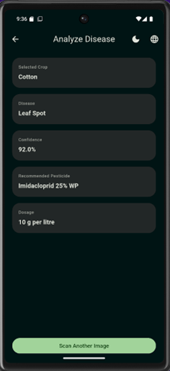 9:36
Analyze Disease
Selected Crop
Cotton
Disease
Leaf Spot
Confidence
92.0%
Recommended Pesticide
Imidacloprid 25% WP
Dosage
10 g per litre
Scan Another Image